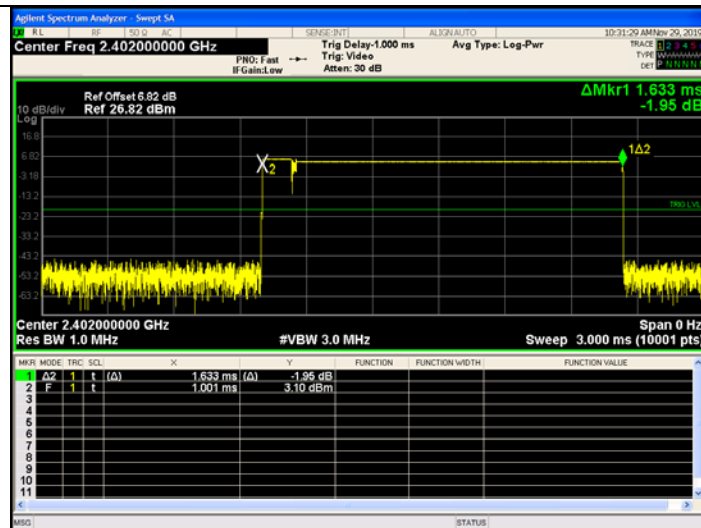 Agilent Spectrum Analyzer - Swept SA
RL RF 50 Ω AC SENSE:INT ALIGN AUTO 10:31:29 AM Nov 29, 2019
Center Freq 2.402000000 GHz
PNO: Fast
IFGain:Low
Trig Delay-1.000 ms
Trig: Video
Atten: 30 dB
Avg Type: Log-Pwr
TRACE 1 2 3 4 5
TYPE
DET P N N N N
Ref Offset 6.82 dB
10 dB/div Ref 26.82 dBm
Log
ΔMkr1 1.633 ms
-1.95 dB
16.8
6.82
-3.18
-13.2
-23.2
-33.2
-43.2
-53.2
-63.2
X2
1Δ2
TRIG LVL
Center 2.402000000 GHz Span 0 Hz
Res BW 1.0 MHz #VBW 3.0 MHz Sweep 3.000 ms (10001 pts)
MKR MODE TRC SCL X Y FUNCTION FUNCTION WIDTH FUNCTION VALUE
1 Δ2 1 t (Δ) 1.633 ms (Δ) -1.95 dB
2 F 1 t 1.001 ms 3.10 dBm
3
4
5
6
7
8
9
10
11
MSG STATUS